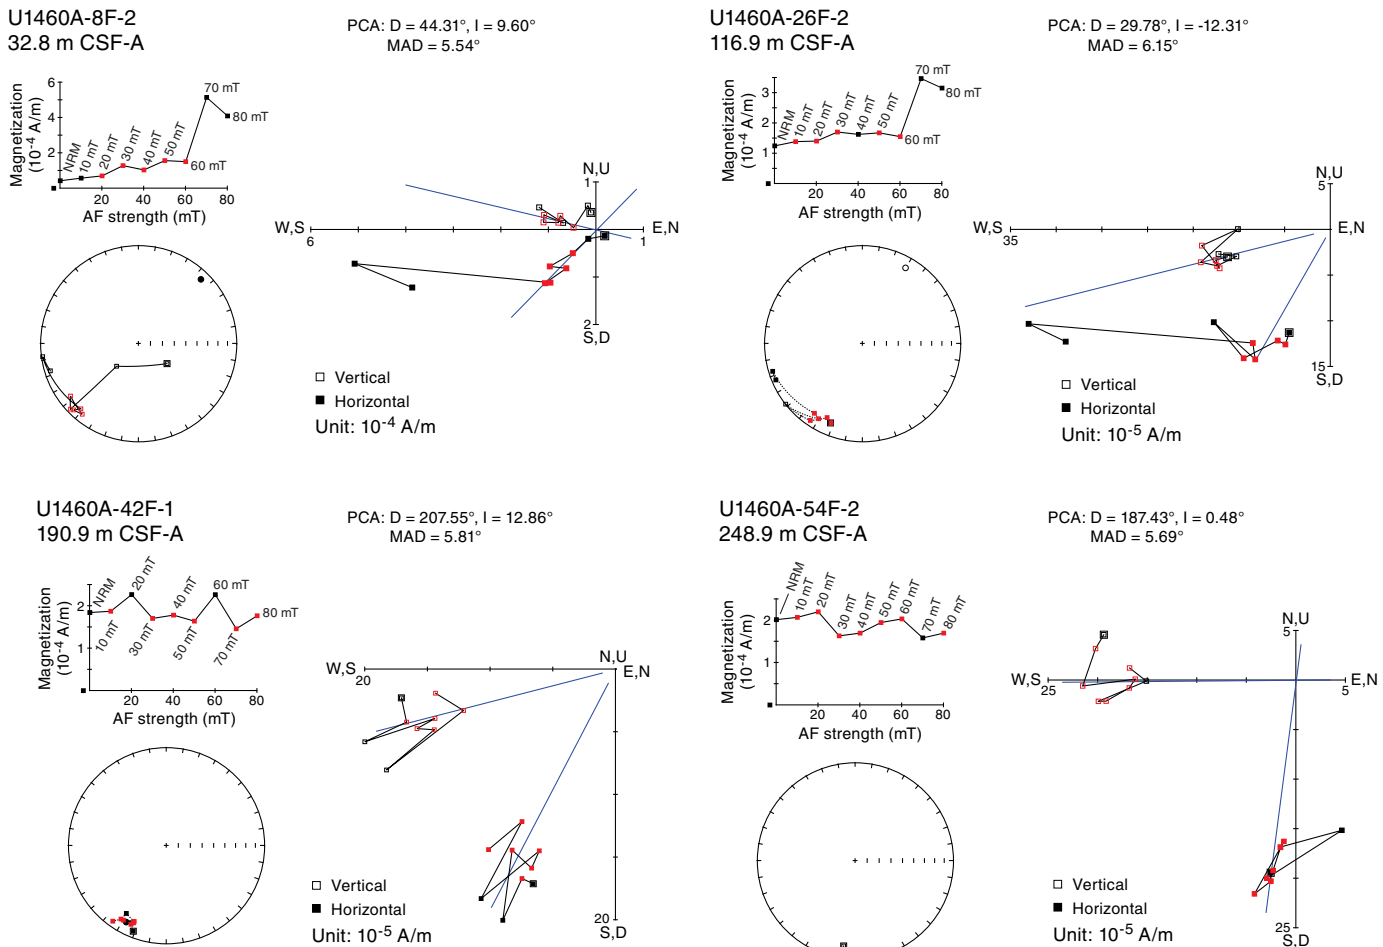 U1460A-8F-2
32.8 m CSF-A
PCA: D = 44.31°, I = 9.60°
MAD = 5.54°
Magnetization
(10-4 A/m)
6
4
2
NRM
10 mT
20 mT
30 mT
40 mT
50 mT
60 mT
70 mT
80 mT
20
40
60
80
AF strength (mT)
N,U
1
W,S
6
E,N
1
2
S,D
Vertical
Horizontal
Unit: 10-4 A/m
U1460A-26F-2
116.9 m CSF-A
PCA: D = 29.78°, I = -12.31°
MAD = 6.15°
Magnetization
(10-4 A/m)
3
2
1
NRM
10 mT
20 mT
30 mT
40 mT
50 mT
60 mT
70 mT
80 mT
20
40
60
80
AF strength (mT)
N,U
5
W,S
35
E,N
15
S,D
Vertical
Horizontal
Unit: 10-5 A/m
U1460A-42F-1
190.9 m CSF-A
PCA: D = 207.55°, I = 12.86°
MAD = 5.81°
Magnetization
(10-4 A/m)
2
1
NRM
10 mT
20 mT
30 mT
40 mT
50 mT
60 mT
70 mT
80 mT
20
40
60
80
AF strength (mT)
N,U
W,S
20
E,N
20
S,D
Vertical
Horizontal
Unit: 10-5 A/m
U1460A-54F-2
248.9 m CSF-A
PCA: D = 187.43°, I = 0.48°
MAD = 5.69°
Magnetization
(10-4 A/m)
2
1
NRM
10 mT
20 mT
30 mT
40 mT
50 mT
60 mT
70 mT
80 mT
20
40
60
80
AF strength (mT)
N,U
5
W,S
25
E,N
5
25
S,D
Vertical
Horizontal
Unit: 10-5 A/m